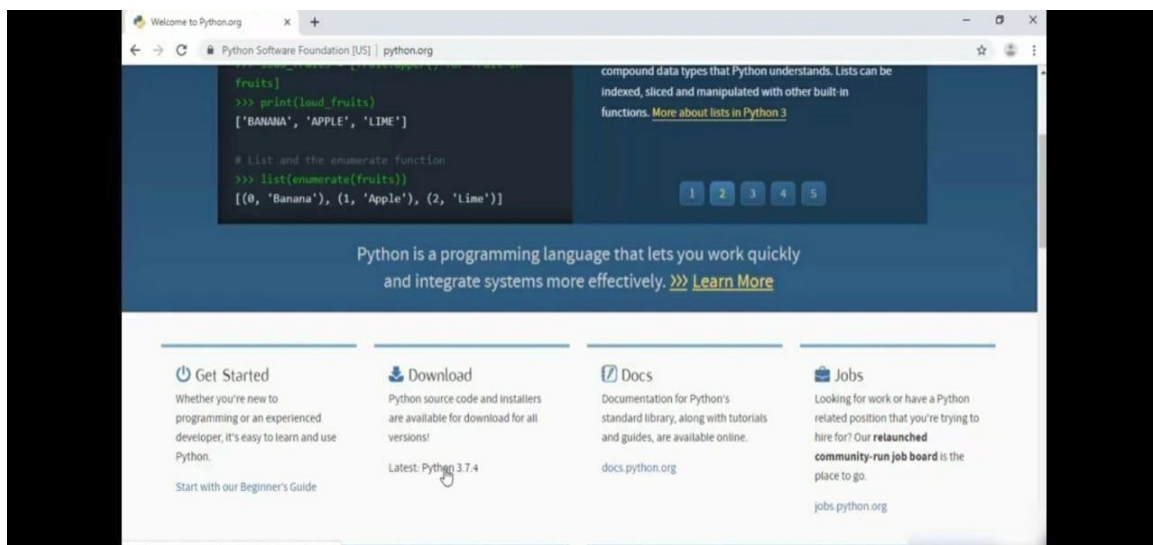 Welcome to Python.org
Python Software Foundation [US] | python.org
fruits]
>>> print(loud_fruits)
['BANANA', 'APPLE', 'LIME']
# List and the enumerate function
>>> list(enumerate(fruits))
[(0, 'Banana'), (1, 'Apple'), (2, 'Lime')]
compound data types that Python understands. Lists can be
indexed, sliced and manipulated with other built-in
functions. More about lists in Python 3
1 2 3 4 5
Python is a programming language that lets you work quickly
and integrate systems more effectively. >>> Learn More
Get Started
Whether you're new to
programming or an experienced
developer, it's easy to learn and use
Python.
Start with our Beginner's Guide
Download
Python source code and installers
are available for download for all
versions!
Latest: Python 3.7.4
Docs
Documentation for Python's
standard library, along with tutorials
and guides, are available online.
docs.python.org
Jobs
Looking for work or have a Python
related position that you're trying to
hire for? Our relaunched
community-run job board is the
place to go.
jobs.python.org